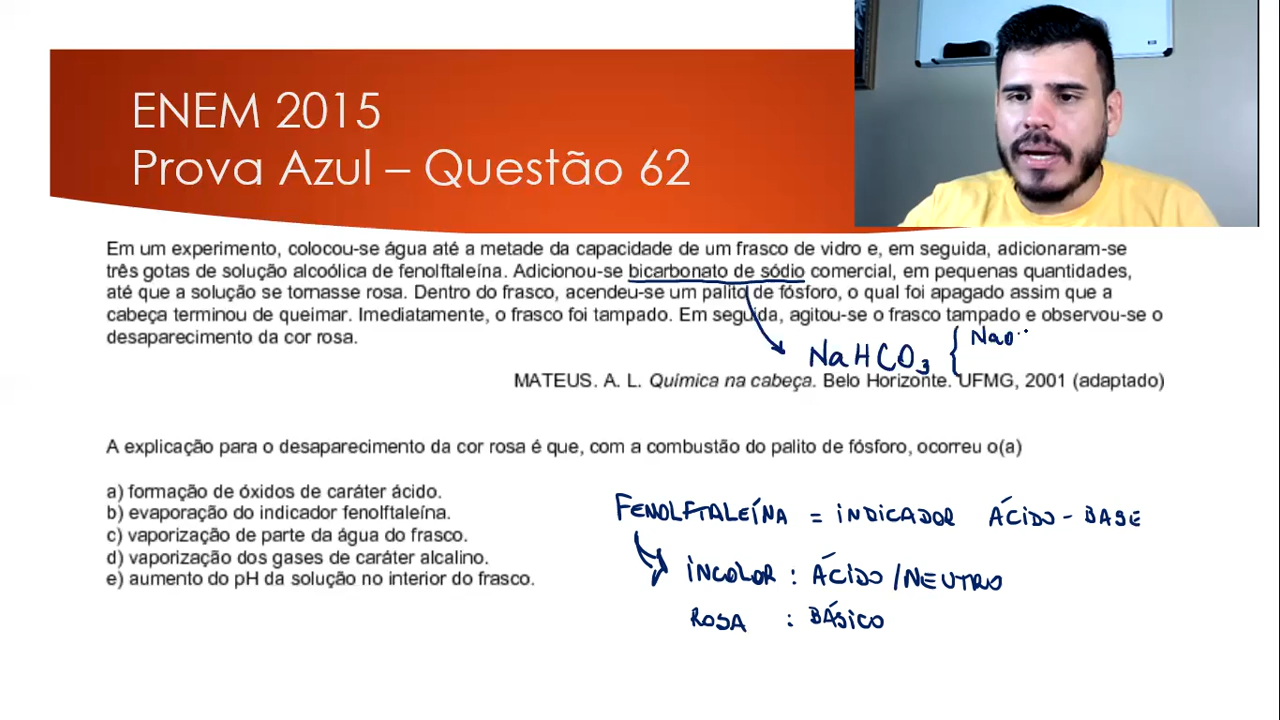 ENEM 2015
Prova Azul – Questão 62
Em um experimento, colocou-se água até a metade da capacidade de um frasco de vidro e, em seguida, adicionaram-se
três gotas de solução alcoólica de fenolftaleína. Adicionou-se bicarbonato de sódio comercial, em pequenas quantidades,
até que a solução se tornasse rosa. Dentro do frasco, acendeu-se um palito de fósforo, o qual foi apagado assim que a
cabeça terminou de queimar. Imediatamente, o frasco foi tampado. Em seguida, agitou-se o frasco tampado e observou-se o
desaparecimento da cor rosa.
NaHCO3 {
MATEUS. A. L. Química na cabeça. Belo Horizonte. UFMG, 2001 (adaptado)
A explicação para o desaparecimento da cor rosa é que, com a combustão do palito de fósforo, ocorreu o(a)
a) formação de óxidos de caráter ácido.
b) evaporação do indicador fenolftaleína.
c) vaporização de parte da água do frasco.
d) vaporização dos gases de caráter alcalino.
e) aumento do pH da solução no interior do frasco.
FENOLFTALEÍNA = INDICADOR ÁCIDO-BASE
INCOLOR : ÁCIDO/NEUTRO
ROSA : BÁSICO